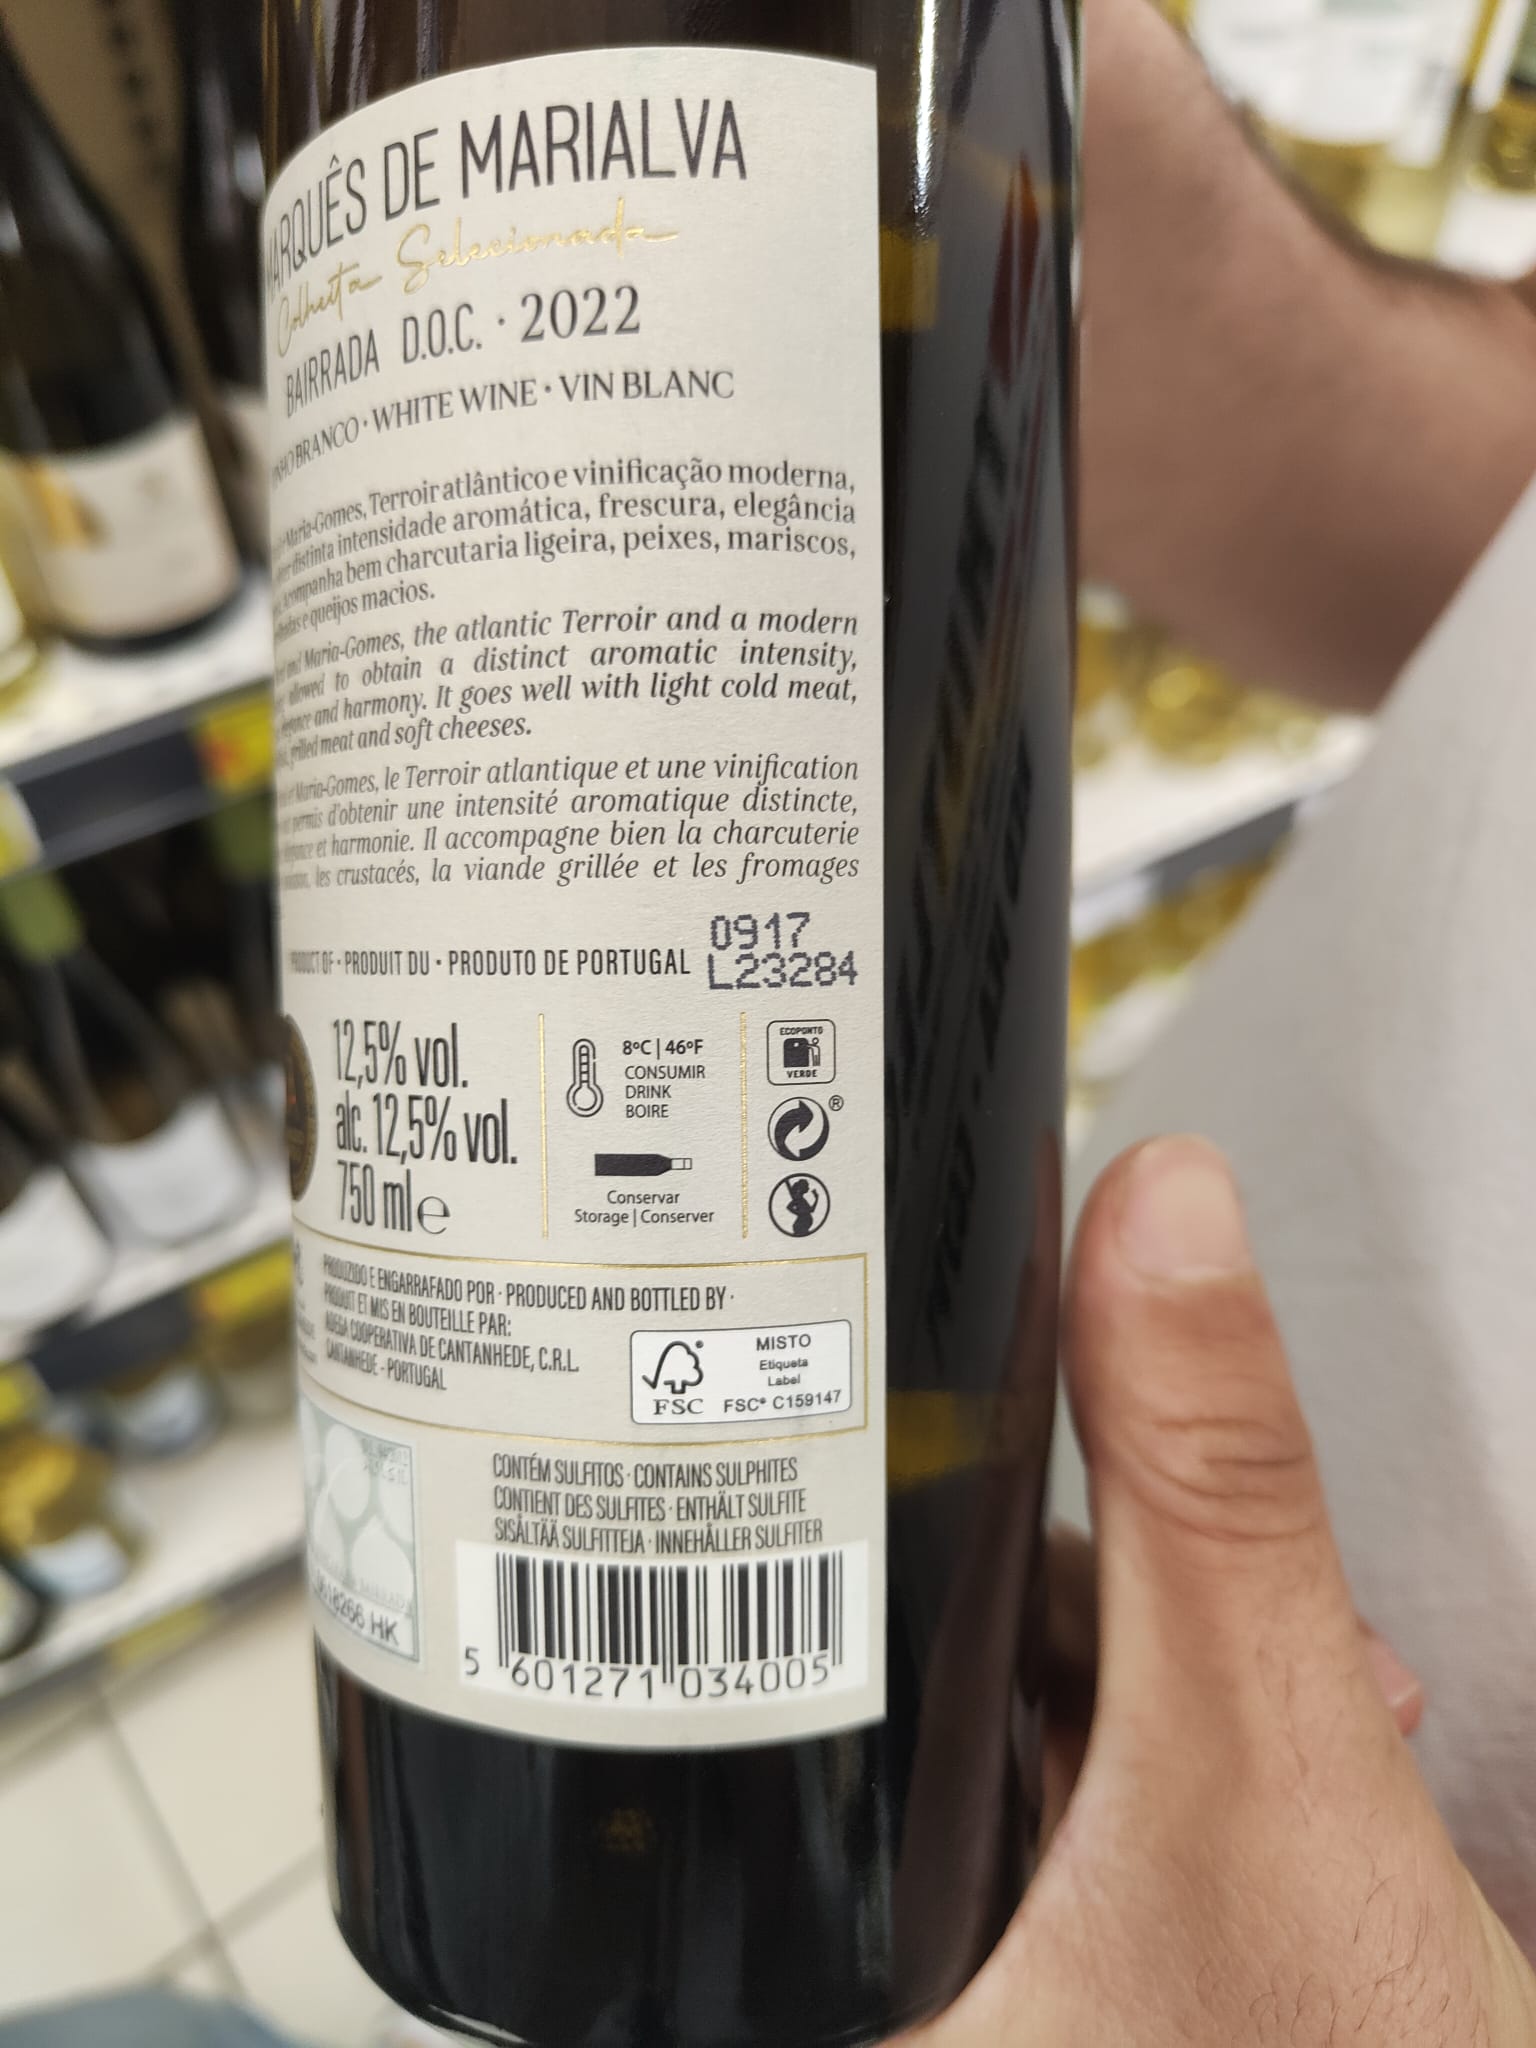 MARQUÊS DE MARIALVA
Colheita Selecionada
BAIRRADA D.O.C. · 2022
VINHO BRANCO · WHITE WINE · VIN BLANC
Maria-Gomes, Terroir atlântico e vinificação moderna,
distinta intensidade aromática, frescura, elegância
Acompanha bem charcutaria ligeira, peixes, mariscos,
e queijos macios.
and Maria-Gomes, the atlantic Terroir and a modern
allowed to obtain a distinct aromatic intensity,
and harmony. It goes well with light cold meat,
grilled meat and soft cheeses.
Maria-Gomes, le Terroir atlantique et une vinification
permis d'obtenir une intensité aromatique distincte,
et harmonie. Il accompagne bien la charcuterie
les crustacés, la viande grillée et les fromages
PRODUCT OF · PRODUIT DU · PRODUTO DE PORTUGAL
0917
L23284
12,5% vol.
alc. 12,5% vol.
750 ml e
8ºC | 46ºF
CONSUMIR
DRINK
BOIRE
Conservar
Storage | Conserver
ECOPONTO
VERDE
®
PRODUZIDO E ENGARRAFADO POR · PRODUCED AND BOTTLED BY ·
PRODUIT ET MIS EN BOUTEILLE PAR:
ADEGA COOPERATIVA DE CANTANHEDE, C.R.L.
CANTANHEDE - PORTUGAL
FSC
MISTO
Etiqueta
Label
FSC® C159147
CONTÉM SULFITOS · CONTAINS SULPHITES
CONTIENT DES SULFITES · ENTHÄLT SULFITE
SISÄLTÄÄ SULFITTEJA · INNEHÅLLER SULFITER
HK
5 601271 034005